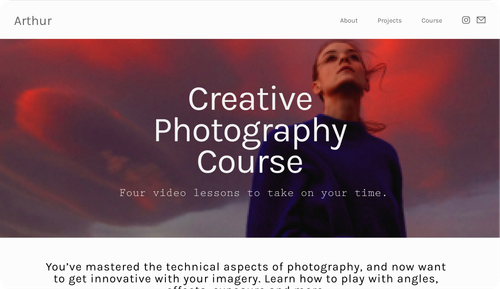 Arthur
About Projects Course
Creative
Photography
Course
Four video lessons to take on your time.
You've mastered the technical aspects of photography, and now want
to get innovative with your imagery. Learn how to play with angles,